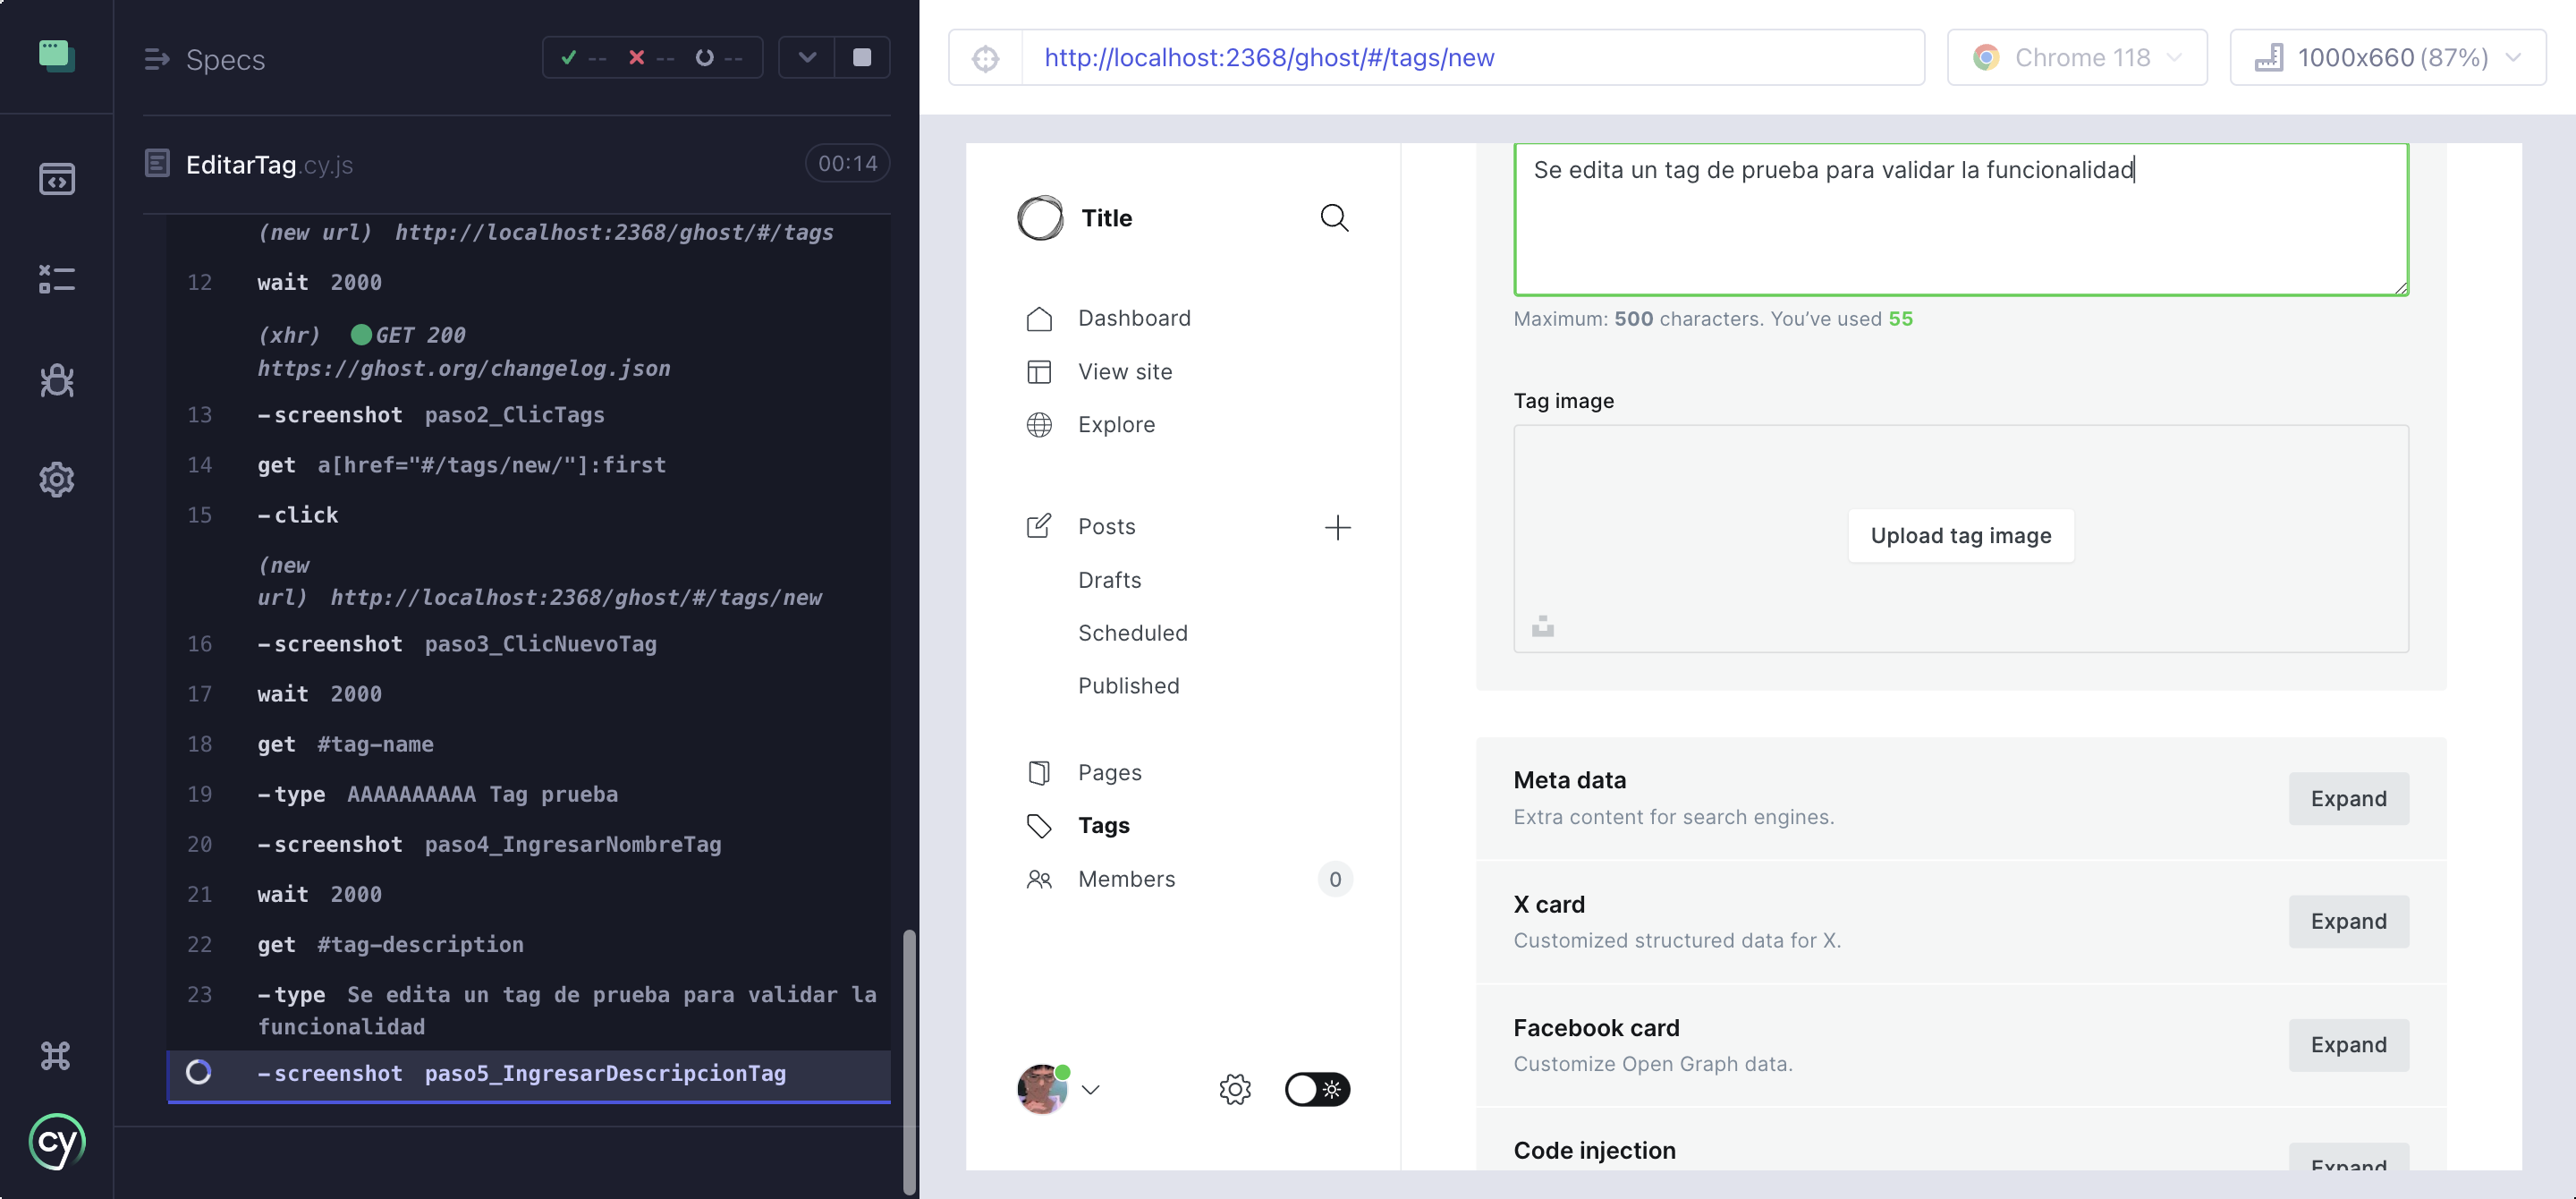 Specs
-- -- --
EditarTag.cy.js
00:14
(new url) http://localhost:2368/ghost/#/tags
12 wait 2000
(xhr) GET 200
https://ghost.org/changelog.json
13 -screenshot paso2_ClicTags
14 get a[href="#/tags/new/"]:first
15 -click
(new
url) http://localhost:2368/ghost/#/tags/new
16 -screenshot paso3_ClicNuevoTag
17 wait 2000
18 get #tag-name
19 -type AAAAAAAAAA Tag prueba
20 -screenshot paso4_IngresarNombreTag
21 wait 2000
22 get #tag-description
23 -type Se edita un tag de prueba para validar la
funcionalidad
-screenshot paso5_IngresarDescripcionTag
cy
http://localhost:2368/ghost/#/tags/new
Chrome 118
1000x660 (87%)
Title
Dashboard
View site
Explore
Posts
Drafts
Scheduled
Published
Pages
Tags
Members 0
Se edita un tag de prueba para validar la funcionalidad
Maximum: 500 characters. You’ve used 55
Tag image
Upload tag image
Meta data
Extra content for search engines.
Expand
X card
Customized structured data for X.
Expand
Facebook card
Customize Open Graph data.
Expand
Code injection
Expand